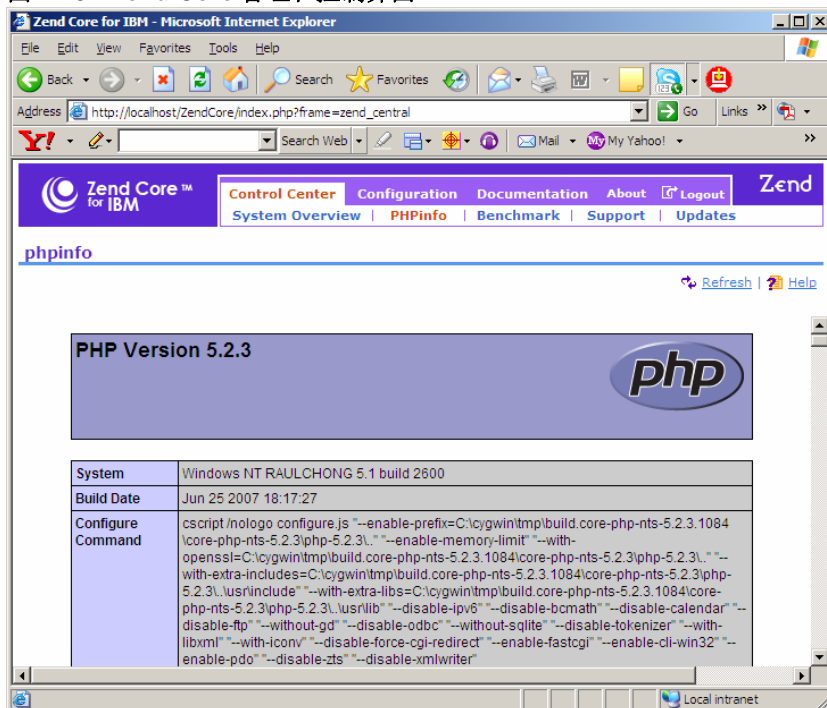 Zend Core for IBM - Microsoft Internet Explorer
File Edit View Favorites Tools Help
Back Search Favorites
Address http://localhost/ZendCore/index.php?frame=zend_central Go Links »
Y! Search Web Mail My Yahoo! »
Zend Core ™ for IBM
Control Center Configuration Documentation About Logout Zend
System Overview | PHPinfo | Benchmark | Support | Updates
phpinfo
Refresh | Help
PHP Version 5.2.3
php
System Windows NT RAULCHONG 5.1 build 2600
Build Date Jun 25 2007 18:17:27
Configure Command cscript /nologo configure.js "--enable-prefix=C:\cygwin\tmp\build.core-php-nts-5.2.3.1084
\core-php-nts-5.2.3\php-5.2.3\.." "--enable-memory-limit" "--with-
openssl=C:\cygwin\tmp\build.core-php-nts-5.2.3.1084\core-php-nts-5.2.3\php-5.2.3\.." "--
with-extra-includes=C:\cygwin\tmp\build.core-php-nts-5.2.3.1084\core-php-nts-5.2.3\php-
5.2.3\..\usr\include" "--with-extra-libs=C:\cygwin\tmp\build.core-php-nts-5.2.3.1084\core-
php-nts-5.2.3\php-5.2.3\..\usr\lib" "--disable-ipv6" "--disable-bcmath" "--disable-calendar" "--
disable-ftp" "--without-gd" "--disable-odbc" "--without-sqlite" "--disable-tokenizer" "--with-
libxml" "--with-iconv" "--disable-force-cgi-redirect" "--enable-fastcgi" "--enable-cli-win32" "--
enable-pdo" "--disable-zts" "--disable-xmlwriter"
Local intranet